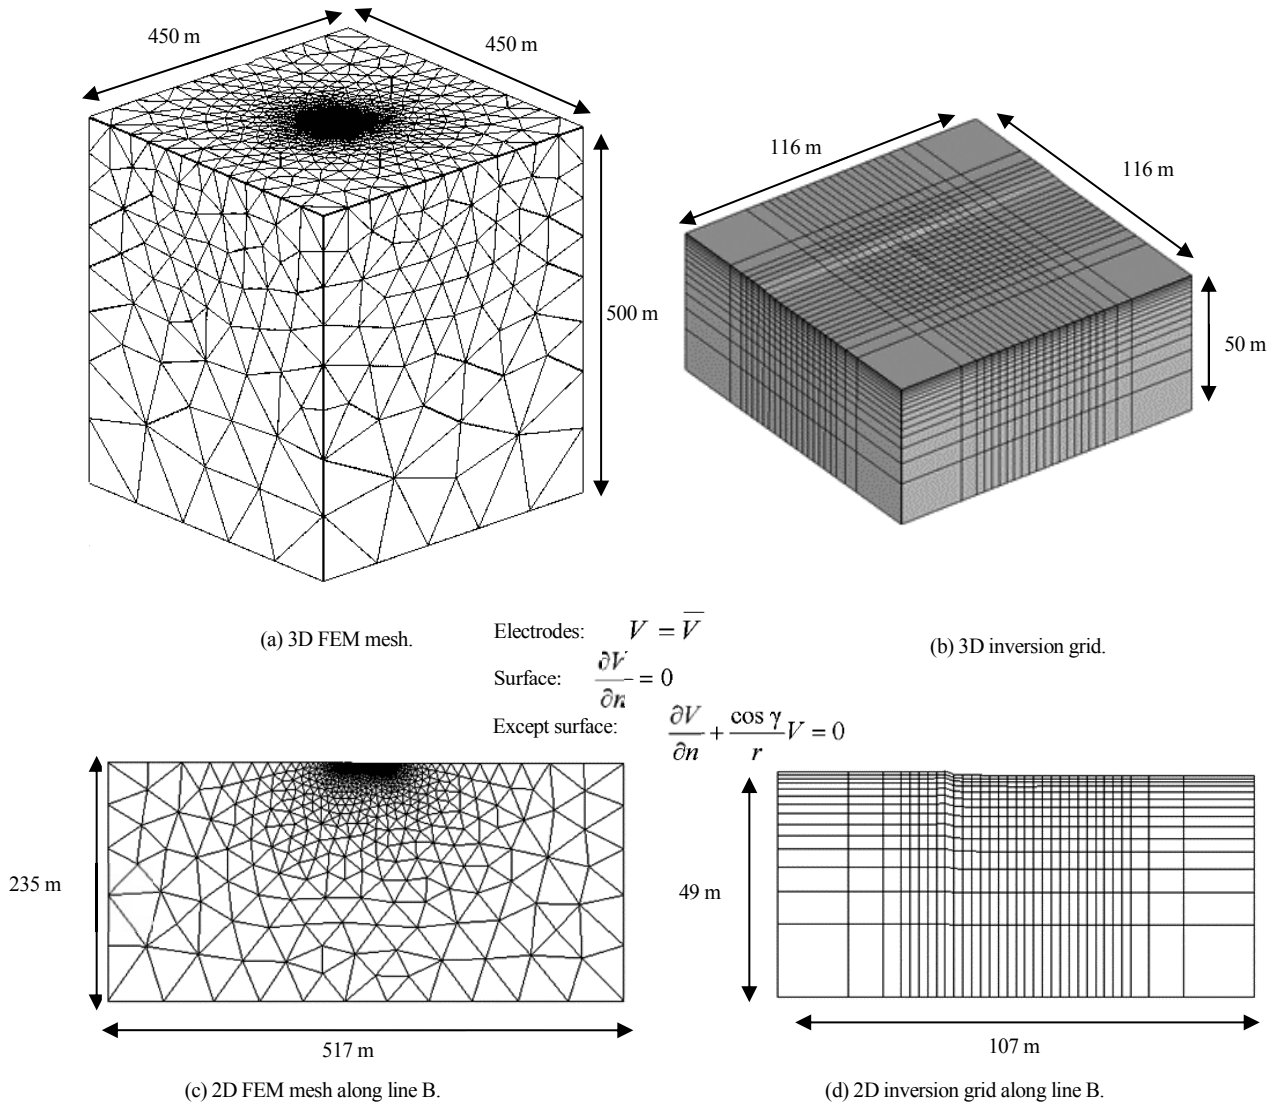 450 m
450 m
500 m
116 m
116 m
50 m
(a) 3D FEM mesh.
(b) 3D inversion grid.
Electrodes: V = V̅
Surface: ∂V/∂n = 0
Except surface: ∂V/∂n + cos γ/r V = 0
235 m
517 m
49 m
107 m
(c) 2D FEM mesh along line B.
(d) 2D inversion grid along line B.